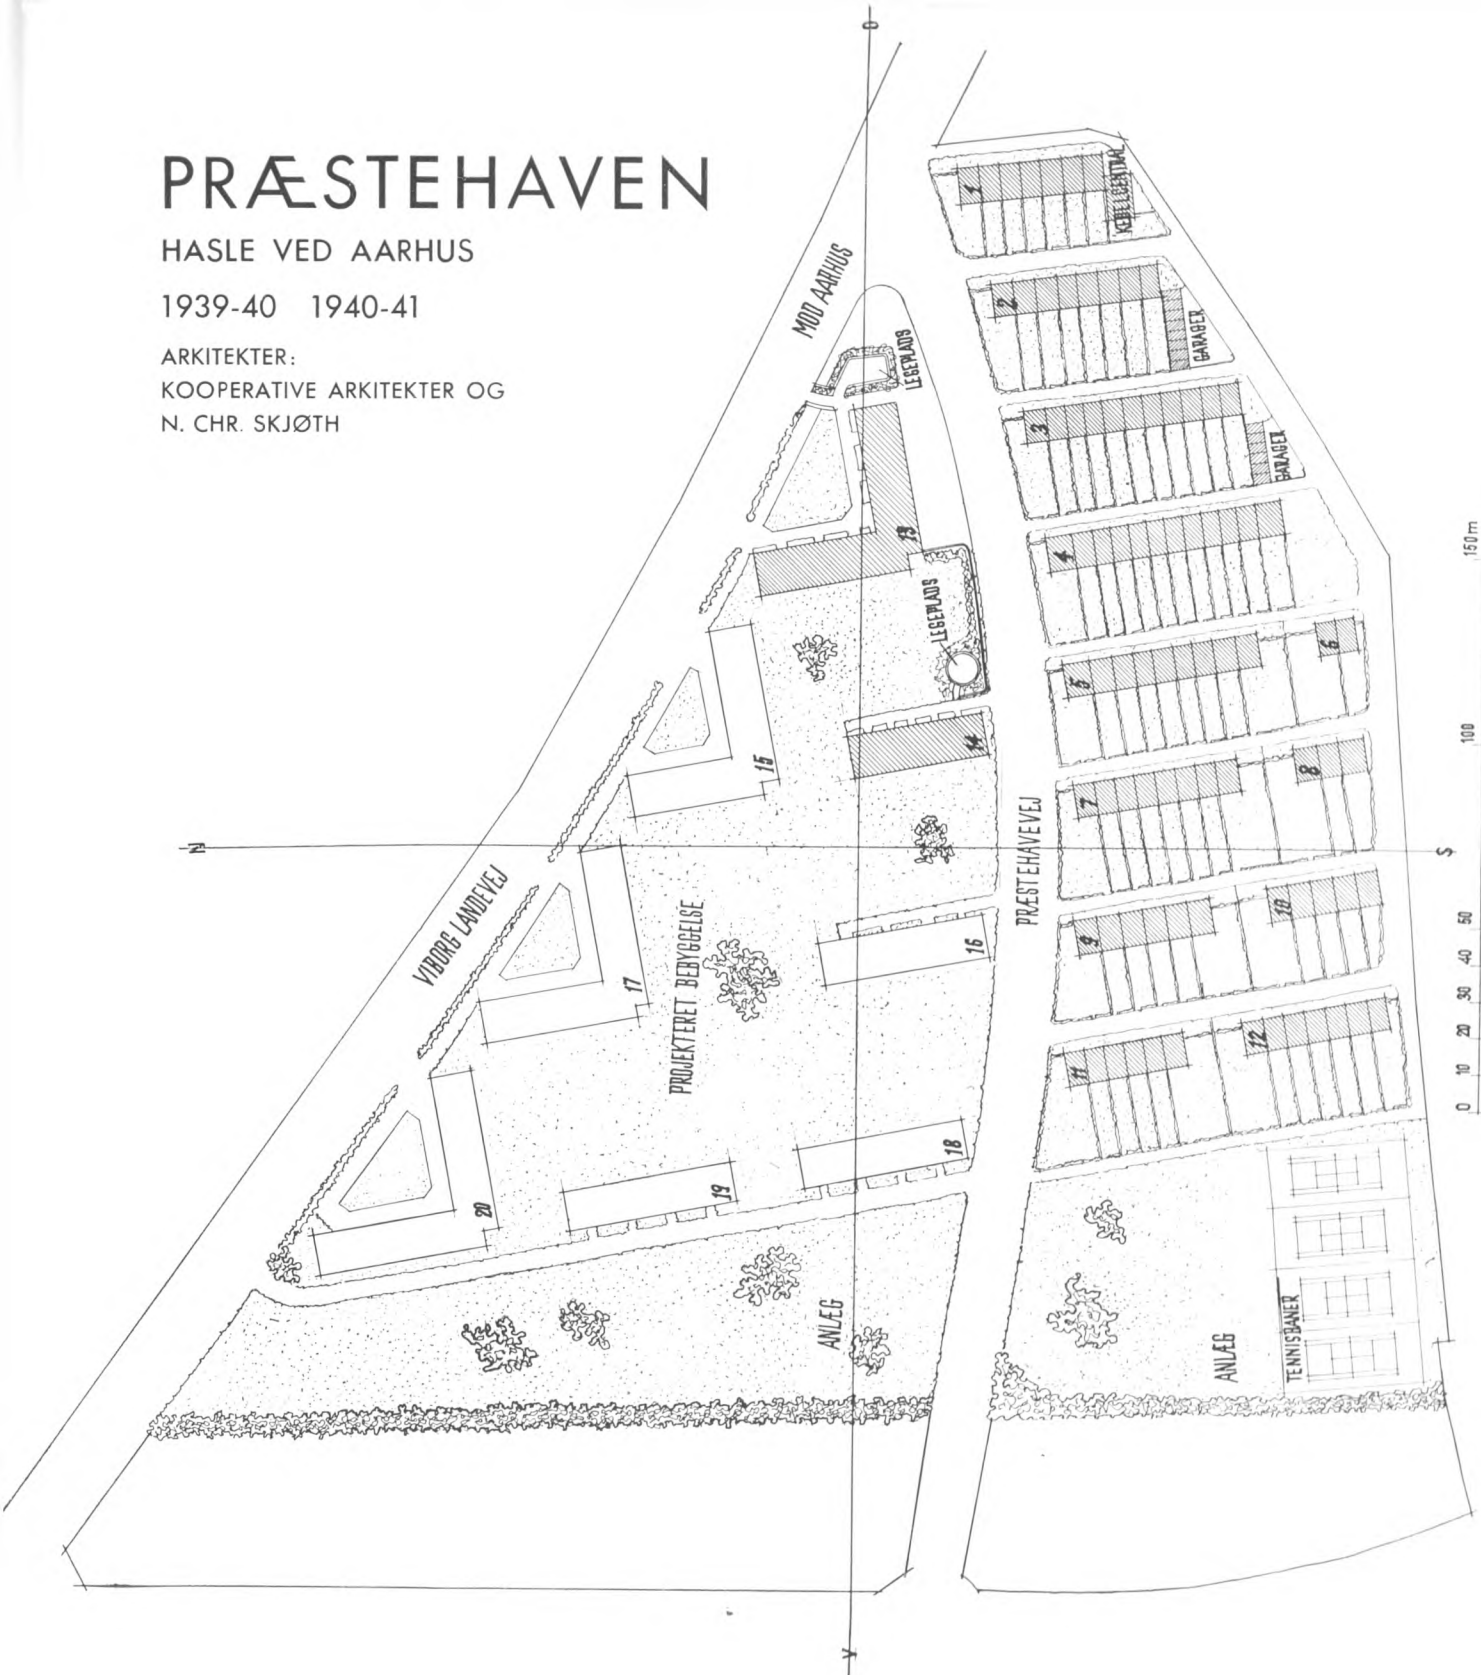 PRÆSTEHAVEN
HASLE VED AARHUS
1939-40 1940-41
ARKITEKTER:
KOOPERATIVE ARKITEKTER OG
N. CHR. SKJØTH
O
N
S
V
MOD AARHUS
VIBORG LANDEVEJ
PRÆSTEHAVEVEJ
PROJEKTERET BEBYGGELSE
LEGEPLADS
LEGEPLADS
KEDELCENTRAL
GARAGER
GARAGER
1
2
3
4
5
6
7
8
9
10
11
12
13
14
15
16
17
18
19
20
ANLÆG
ANLÆG
TENNISBANER
0 10 20 30 40 50 100 150m